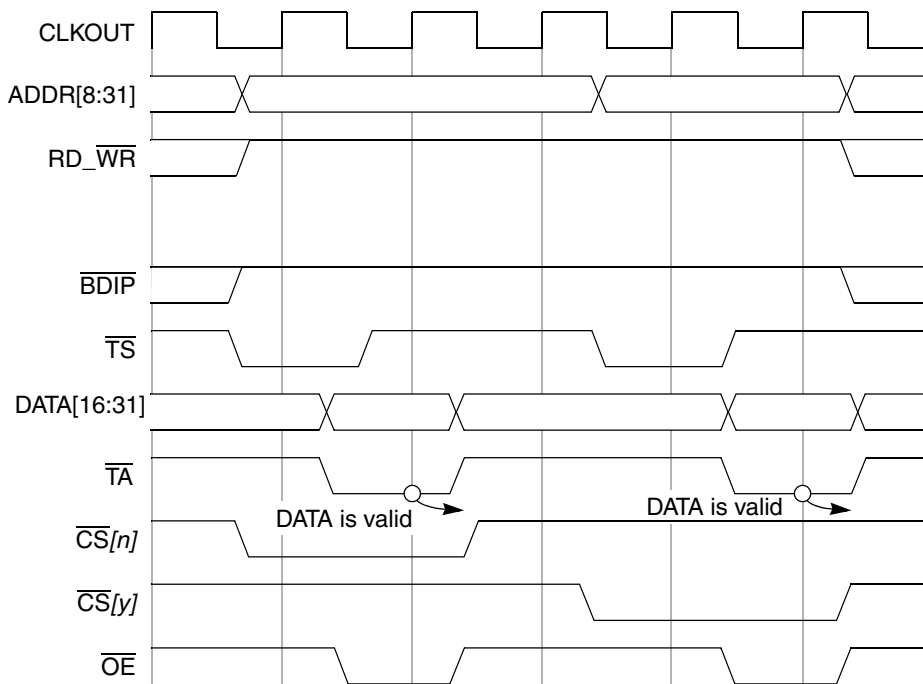 CLKOUT
ADDR[8:31]
RD_WR
BDIP
TS
DATA[16:31]
TA
DATA is valid
DATA is valid
CS[n]
CS[y]
OE